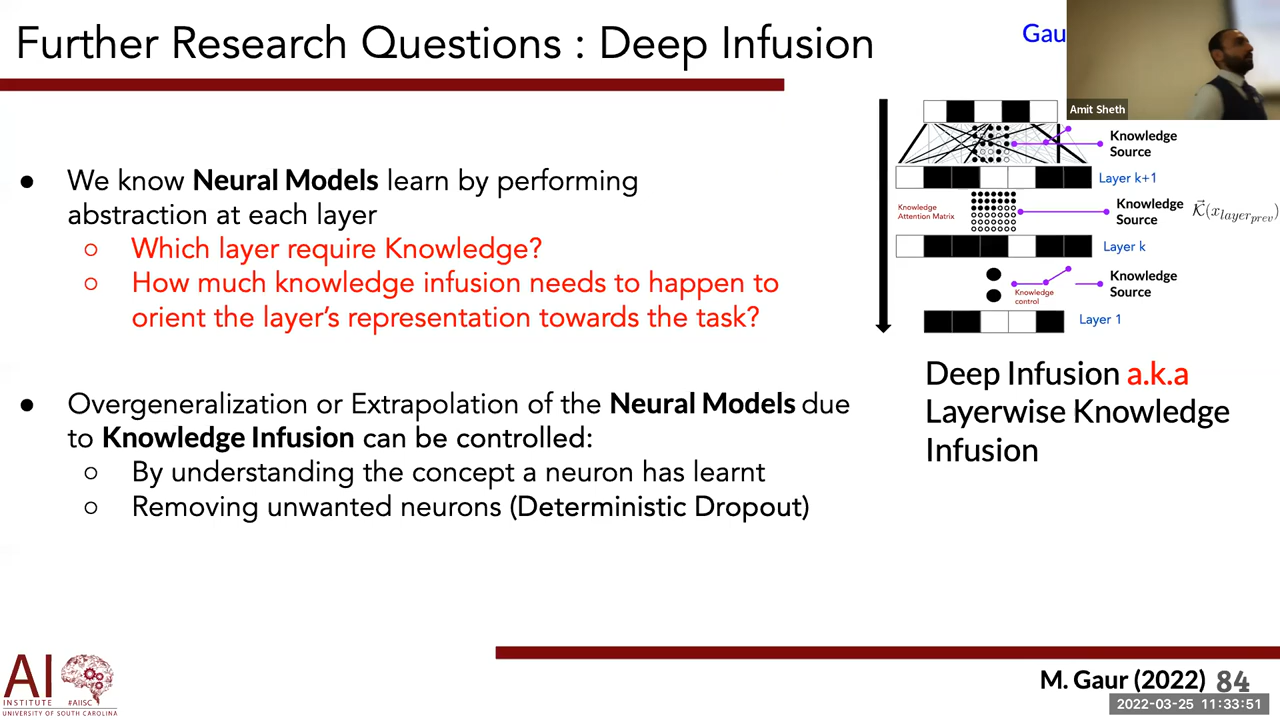 Further Research Questions : Deep Infusion
Gau
Amit Sheth
● We know Neural Models learn by performing
abstraction at each layer
○ Which layer require Knowledge?
○ How much knowledge infusion needs to happen to
orient the layer's representation towards the task?
● Overgeneralization or Extrapolation of the Neural Models due
to Knowledge Infusion can be controlled:
○ By understanding the concept a neuron has learnt
○ Removing unwanted neurons (Deterministic Dropout)
Knowledge
Source
Layer k+1
Knowledge
Attention Matrix
Knowledge
Source
$\vec{\mathcal{K}}(x_{layer_{prev}})$
Layer k
Knowledge
control
Knowledge
Source
Layer 1
Deep Infusion a.k.a
Layerwise Knowledge
Infusion
AI
INSTITUTE #AIISC
UNIVERSITY OF SOUTH CAROLINA
M. Gaur (2022) 84
2022-03-25 11:33:51